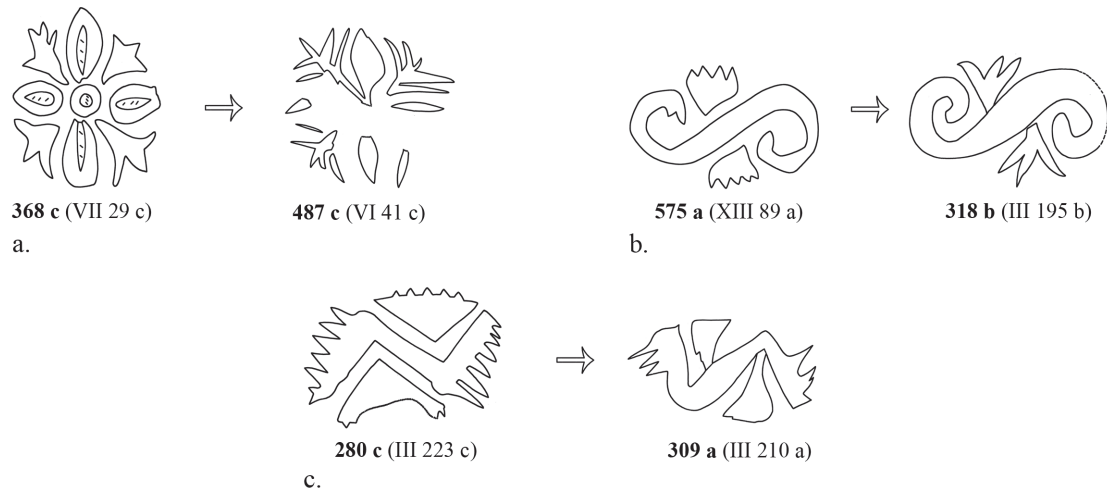 368 c (VII 29 c)
487 c (VI 41 c)
a.
575 a (XIII 89 a)
318 b (III 195 b)
b.
280 c (III 223 c)
309 a (III 210 a)
c.